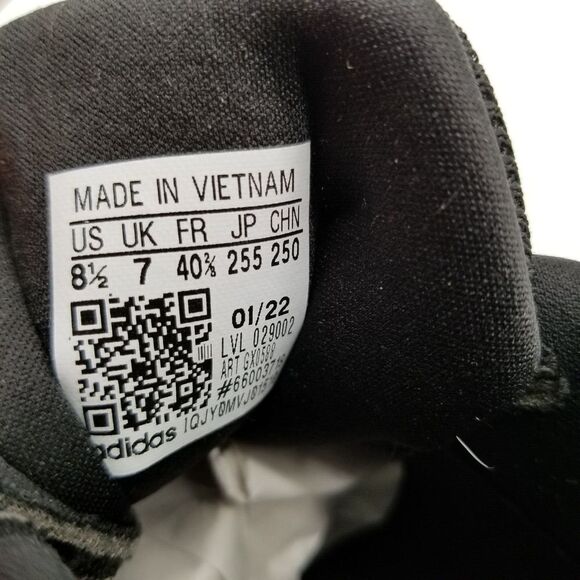 MADE IN VIETNAM
US UK FR JP CHN
8½ 7 40⅔ 255 250
01/22
LVL 029002
ART
adidas